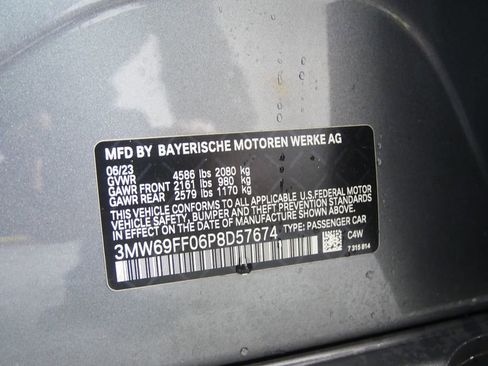 MFD BY BAYERISCHE MOTOREN WERKE AG
06/23
GVWR 4586 lbs 2080 kg
GAWR FRONT 2161 lbs 980 kg
GAWR REAR 2579 lbs 1170 kg
THIS VEHICLE CONFORMS TO ALL APPLICABLE U.S. FEDERAL MOTOR
VEHICLE SAFETY, BUMPER, AND THEFT PREVENTION STANDARDS
IN EFFECT ON THE DATE OF MANUFACTURE SHOWN ABOVE.
3MW69FF06P8D57674 TYPE: PASSENGER CAR
C4W
7 315 814